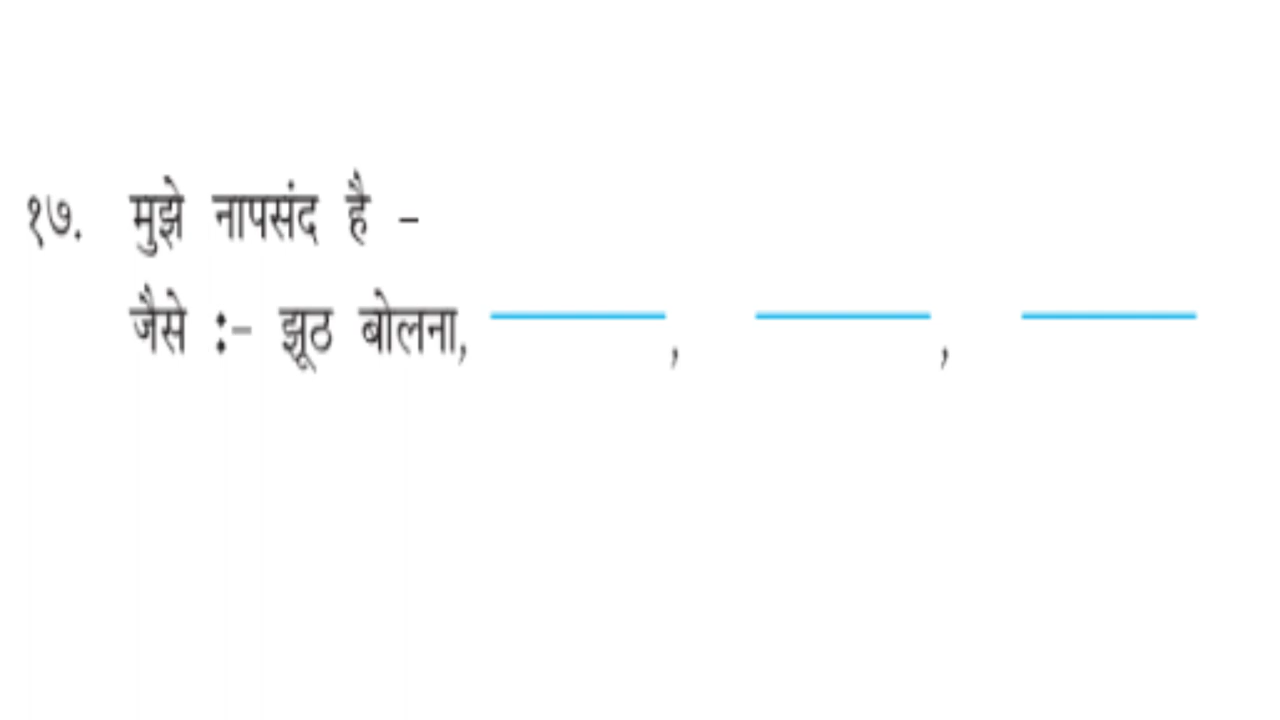 १७. मुझे नापसंद है -
जैसे :- झूठ बोलना, ______, ______, ______